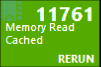 11761
Memory Read
Cached
RERUN